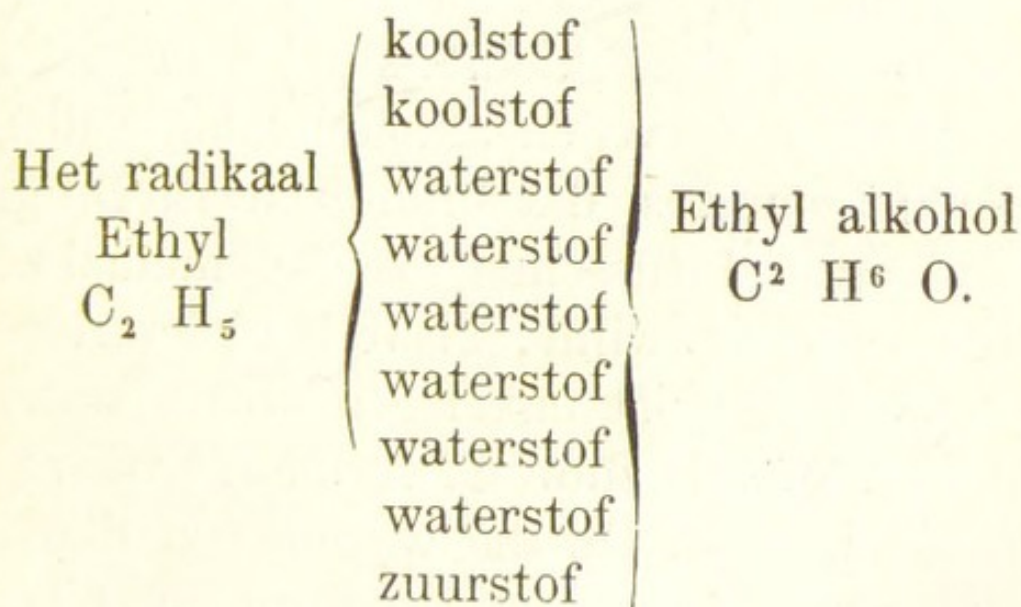 Het radikaal
Ethyl
C₂ H₅
koolstof
koolstof
waterstof
waterstof
waterstof
waterstof
waterstof
waterstof
zuurstof
Ethyl alkohol
C² H⁶ O.